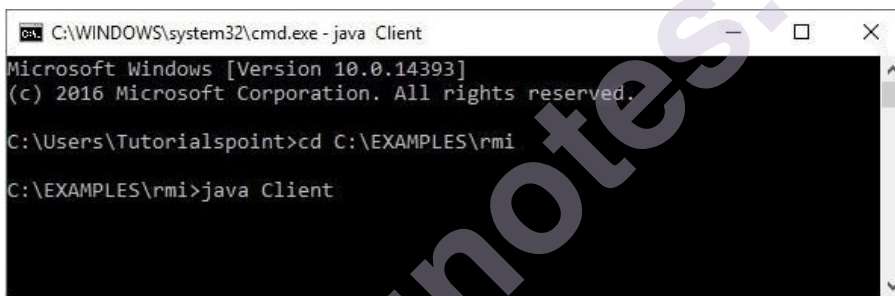 C:\WINDOWS\system32\cmd.exe - java Client
Microsoft Windows [Version 10.0.14393]
(c) 2016 Microsoft Corporation. All rights reserved.
C:\Users\Tutorialspoint>cd C:\EXAMPLES\rmi
C:\EXAMPLES\rmi>java Client